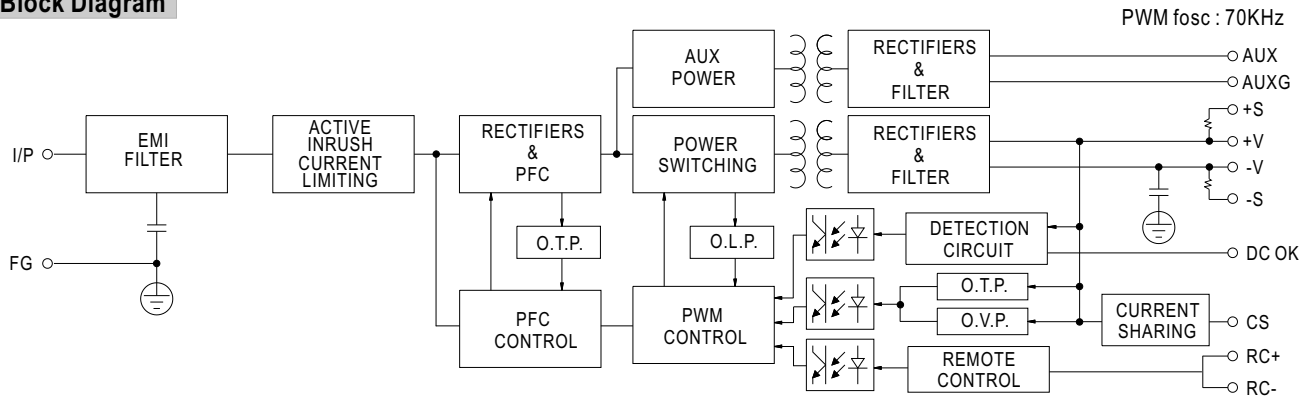 Block Diagram
PWM fosc : 70KHz
I/P
FG
EMI
FILTER
ACTIVE
INRUSH
CURRENT
LIMITING
RECTIFIERS
&
PFC
O.T.P.
PFC
CONTROL
AUX
POWER
POWER
SWITCHING
O.L.P.
PWM
CONTROL
RECTIFIERS
&
FILTER
RECTIFIERS
&
FILTER
DETECTION
CIRCUIT
O.T.P.
O.V.P.
REMOTE
CONTROL
CURRENT
SHARING
AUX
AUXG
+S
+V
-V
-S
DC OK
CS
RC+
RC-